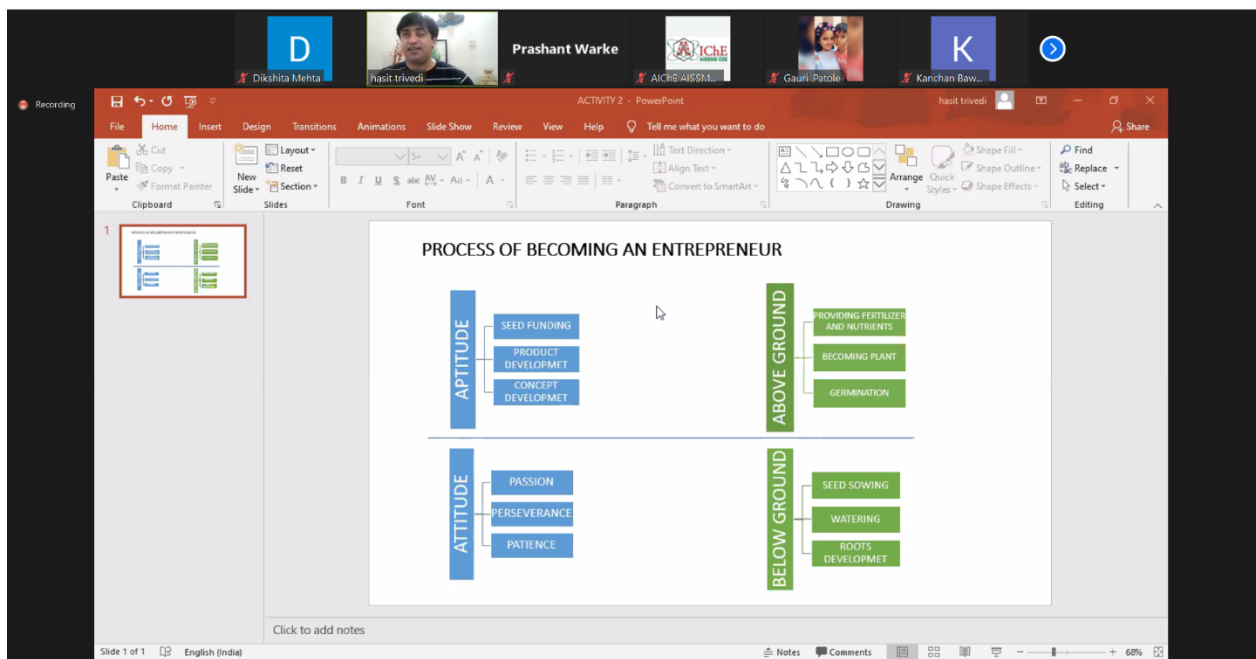 D
Dikshita Mehta
hasit trivedi
Prashant Warke
AIChE
AISSMS COE
AIChE AISSM...
Gauri Patole
K
Kanchan Baw...
Recording
ACTIVITY 2 - PowerPoint
hasit trivedi
File Home Insert Design Transitions Animations Slide Show Review View Help Tell me what you want to do
Share
Paste
Cut
Copy
Format Painter
Clipboard
New
Slide
Layout
Reset
Section
Slides
B I U S abc AV Aa A
Font
Text Direction
Align Text
Convert to SmartArt
Paragraph
Arrange
Quick
Styles
Shape Fill
Shape Outline
Shape Effects
Drawing
Find
Replace
Select
Editing
1
PROCESS OF BECOMING AN ENTREPRENEUR
APTITUDE
SEED FUNDING
PRODUCT
DEVELOPMET
CONCEPT
DEVELOPMET
ABOVE GROUND
PROVIDING FERTILIZER
AND NUTRIENTS
BECOMING PLANT
GERMINATION
ATTITUDE
PASSION
PERSEVERANCE
PATIENCE
BELOW GROUND
SEED SOWING
WATERING
ROOTS
DEVELOPMET
Click to add notes
Slide 1 of 1 English (India) Notes Comments 68%